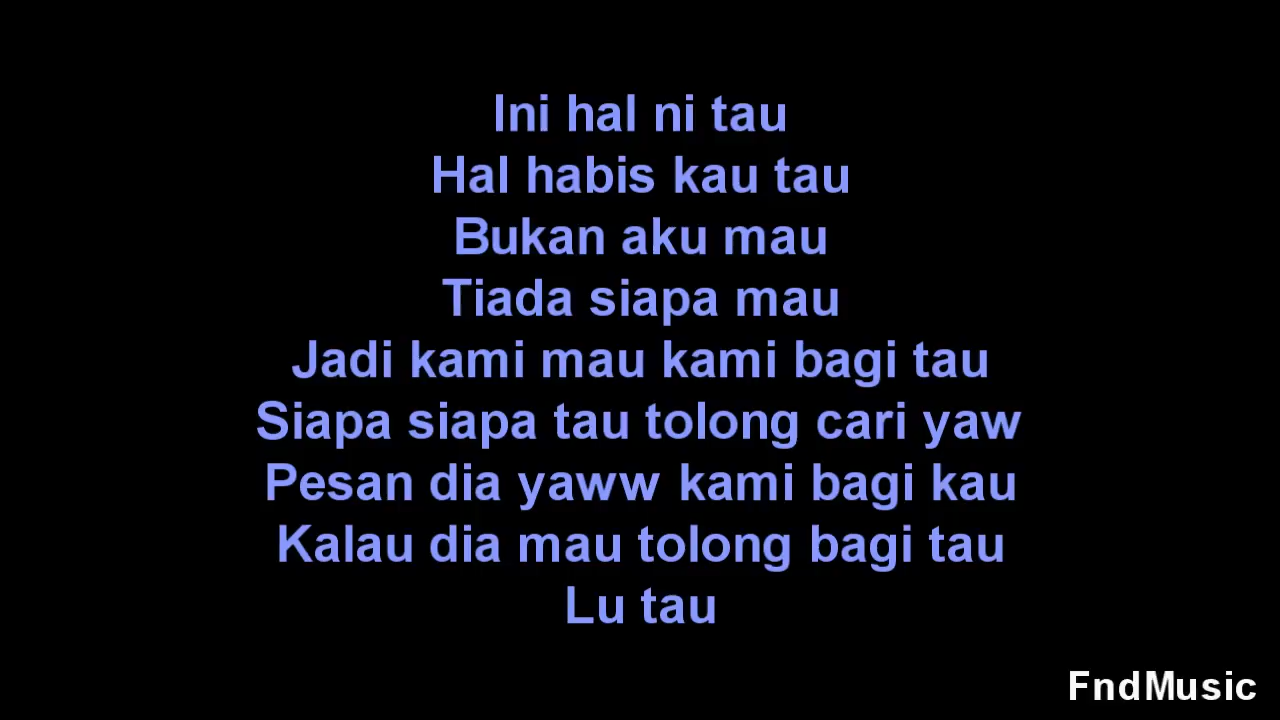 Ini hal ni tau
Hal habis kau tau
Bukan aku mau
Tiada siapa mau
Jadi kami mau kami bagi tau
Siapa siapa tau tolong cari yaw
Pesan dia yaww kami bagi kau
Kalau dia mau tolong bagi tau
Lu tau
FndMusic